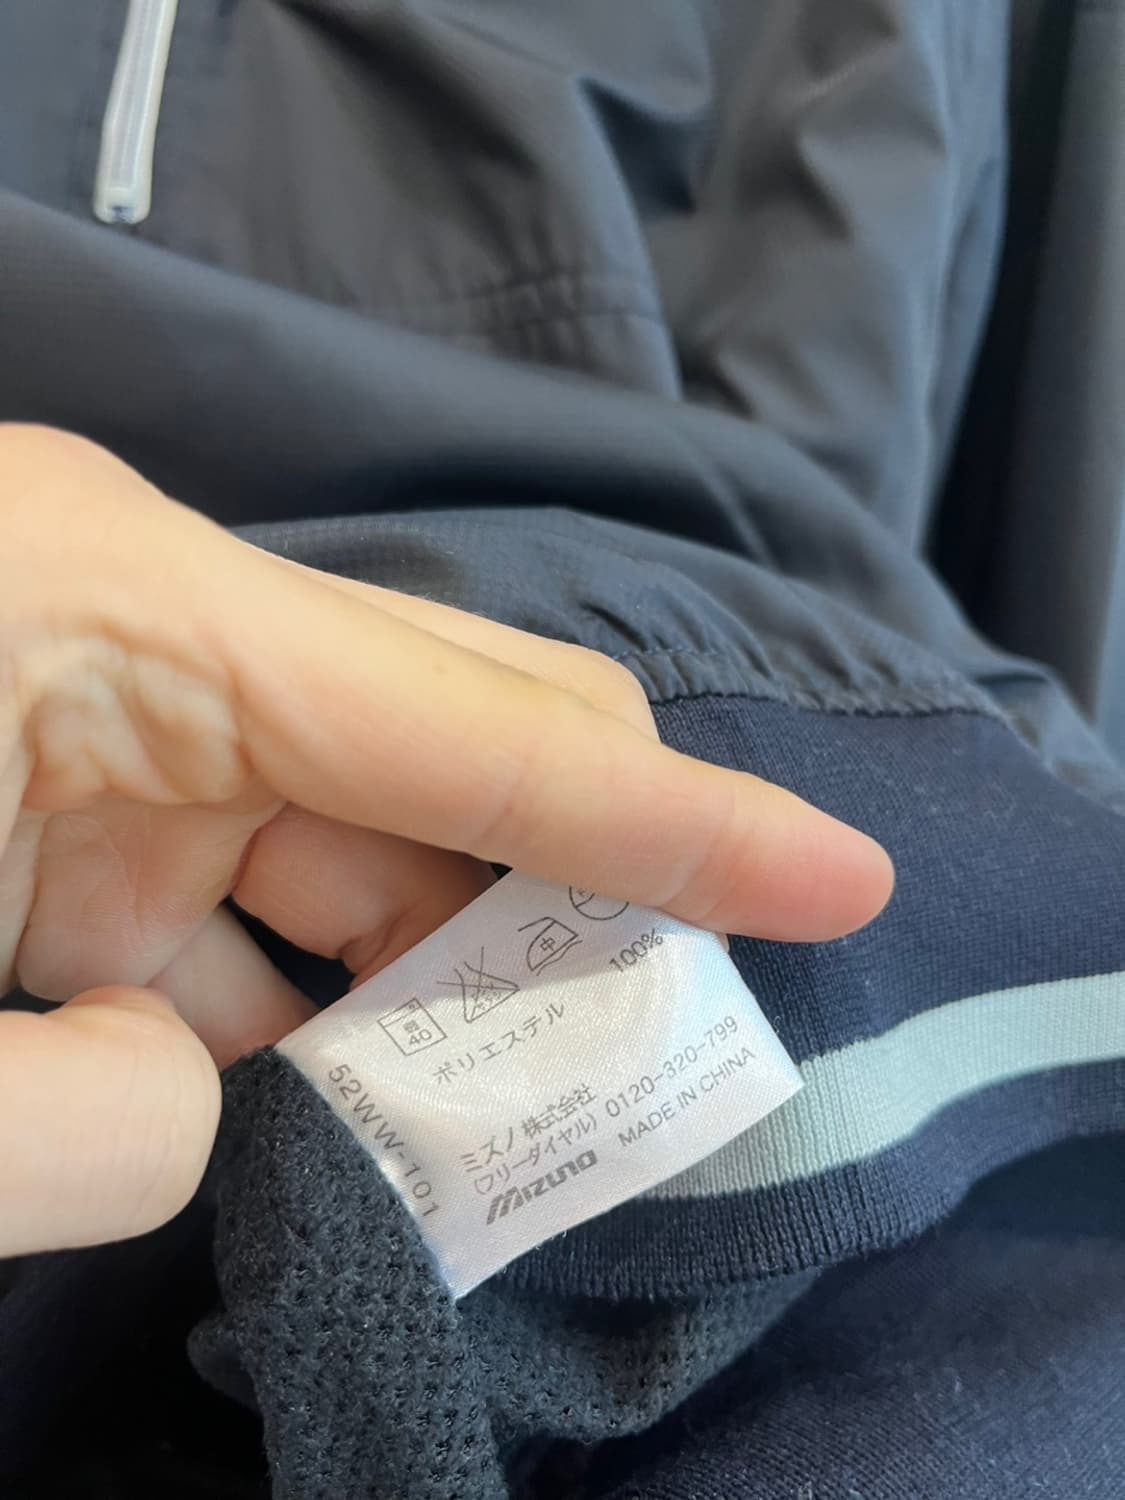 40
中
100%
ポリエステル
52WW-101
ミズノ株式会社
(フリーダイヤル) 0120-320-799
Mizuno MADE IN CHINA